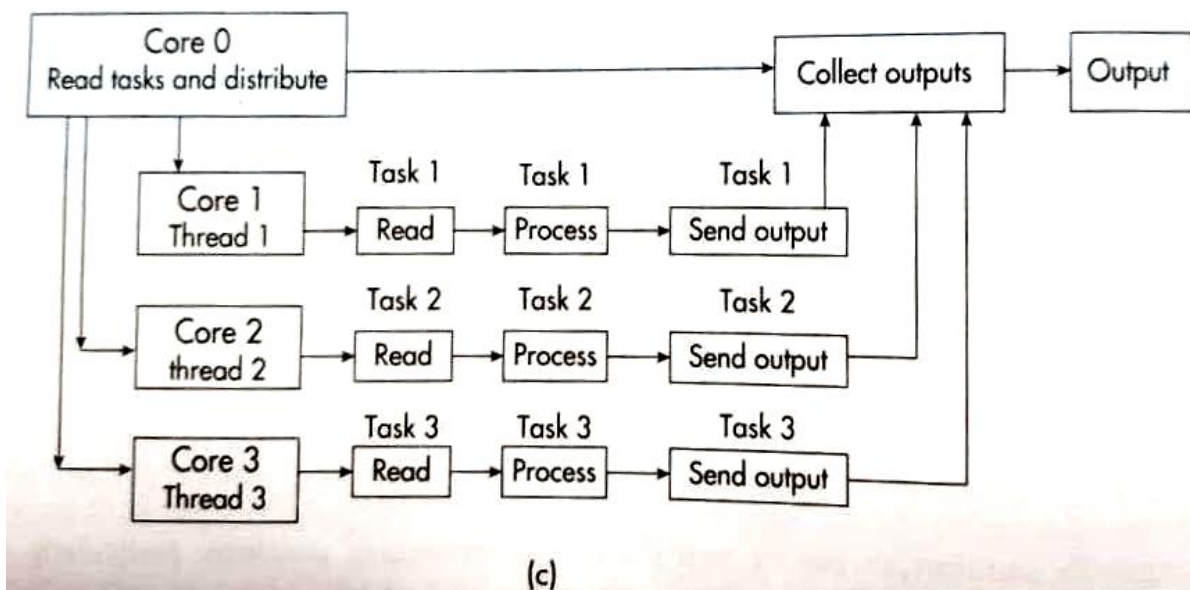 Core 0
Read tasks and distribute
Collect outputs
Output
Core 1
Thread 1
Task 1
Read
Task 1
Process
Task 1
Send output
Core 2
thread 2
Task 2
Read
Task 2
Process
Task 2
Send output
Core 3
Thread 3
Task 3
Read
Task 3
Process
Task 3
Send output
(c)